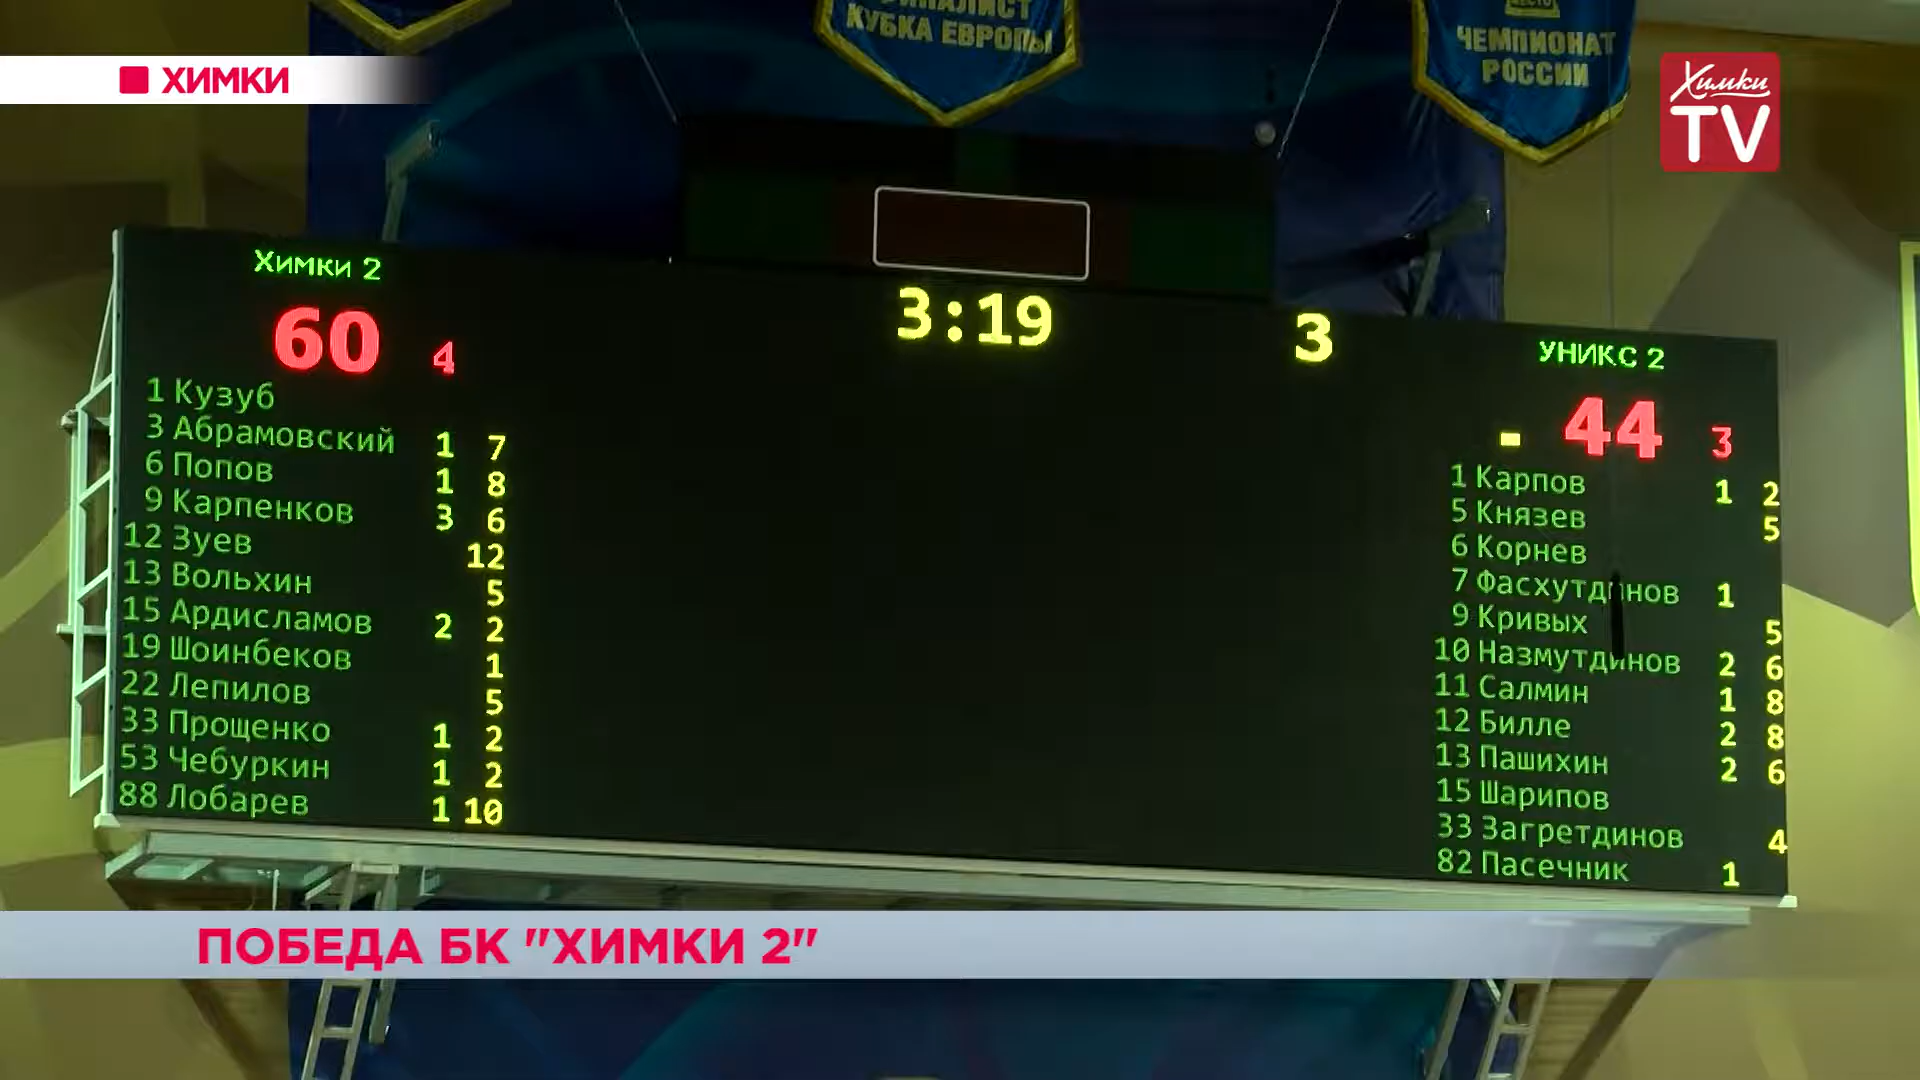 ФИНАЛИСТ
КУБКА ЕВРОПЫ
МЕСТО
ЧЕМПИОНАТ
РОССИИ
ХИМКИ
Химки
TV
Химки 2
60 4
3:19
3
УНИКС 2
44 3
1 Кузуб
3 Абрамовский 1 7
6 Попов 1 8
9 Карпенков 3 6
12 Зуев 12
13 Вольхин 5
15 Ардисламов 2 2
19 Шоинбеков 1
22 Лепилов 5
33 Прощенко 1 2
53 Чебуркин 1 2
88 Лобарев 1 10
1 Карпов 1 2
5 Князев 5
6 Корнев
7 Фасхутдинов 1
9 Кривых 5
10 Назмутдинов 2 6
11 Салмин 1 8
12 Билле 2 8
13 Пашихин 2 6
15 Шарипов
33 Загретдинов 4
82 Пасечник 1
ПОБЕДА БК "ХИМКИ 2"